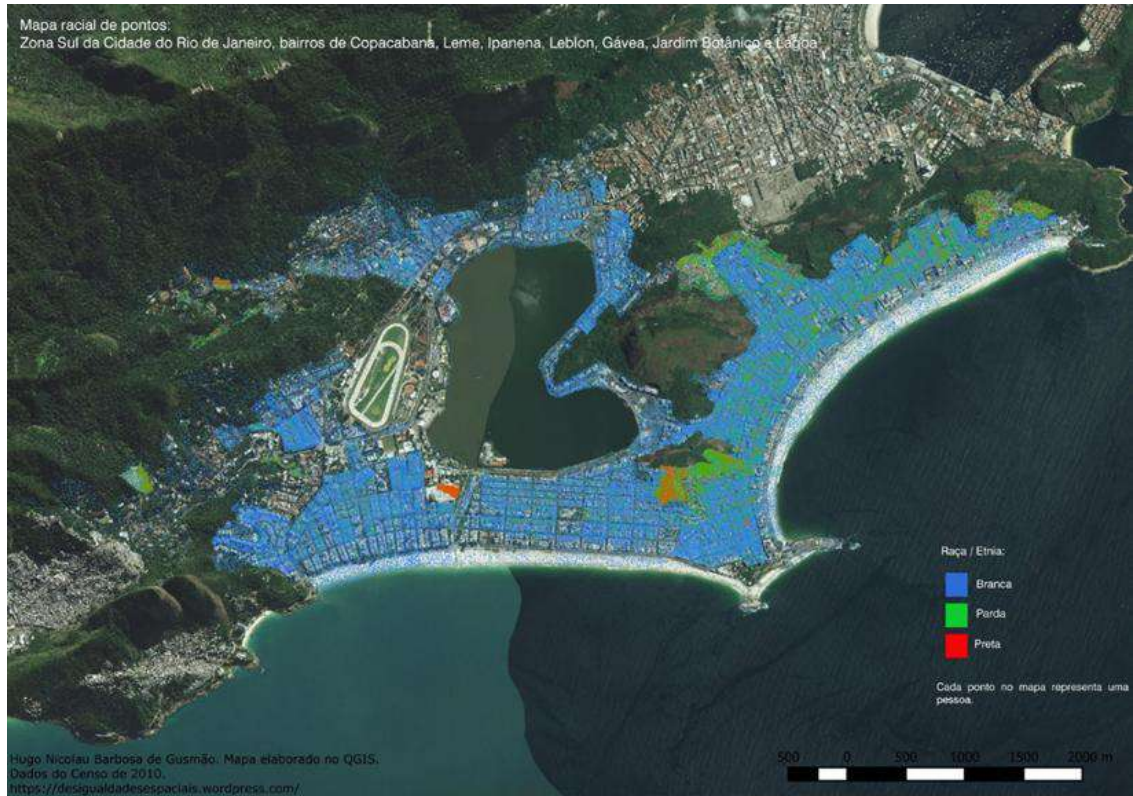 Mapa racial de pontos:
Zona Sul da Cidade do Rio de Janeiro, bairros de Copacabana, Leme, Ipanena, Leblon, Gávea, Jardim Botânico e Lagoa
Raça / Etnia:
Branca
Parda
Preta
Cada ponto no mapa representa uma
pessoa.
Hugo Nicolau Barbosa de Gusmão. Mapa elaborado no QGIS.
Dados do Censo de 2010.
https://desigualdadesespaciais.wordpress.com/
500 0 500 1000 1500 2000 m